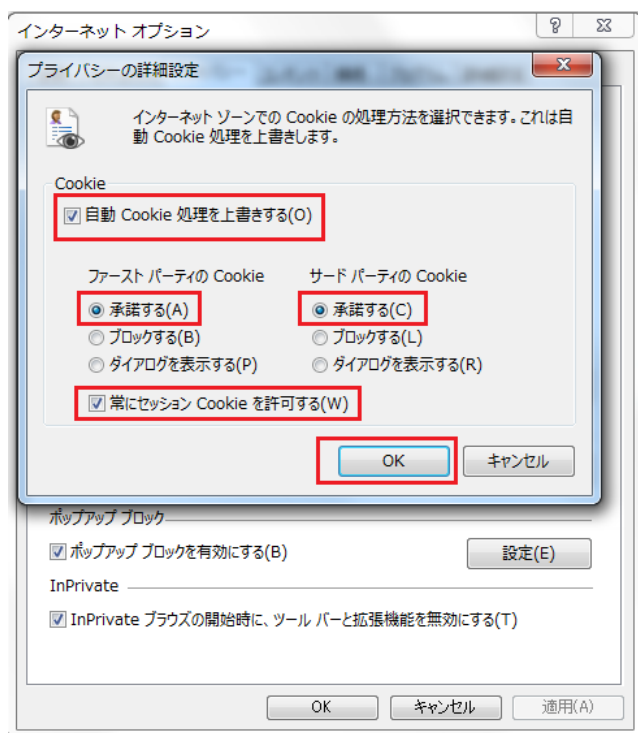 インターネット オプション
プライバシーの詳細設定
インターネット ゾーンでの Cookie の処理方法を選択できます。これは自
動 Cookie 処理を上書きします。
Cookie
自動 Cookie 処理を上書きする(O)
ファースト パーティの Cookie サード パーティの Cookie
承諾する(A) 承諾する(C)
ブロックする(B) ブロックする(L)
ダイアログを表示する(P) ダイアログを表示する(R)
常にセッション Cookie を許可する(W)
OK キャンセル
ポップアップ ブロック
ポップアップ ブロックを有効にする(B) 設定(E)
InPrivate
InPrivate ブラウズの開始時に、ツール バーと拡張機能を無効にする(T)
OK キャンセル 適用(A)